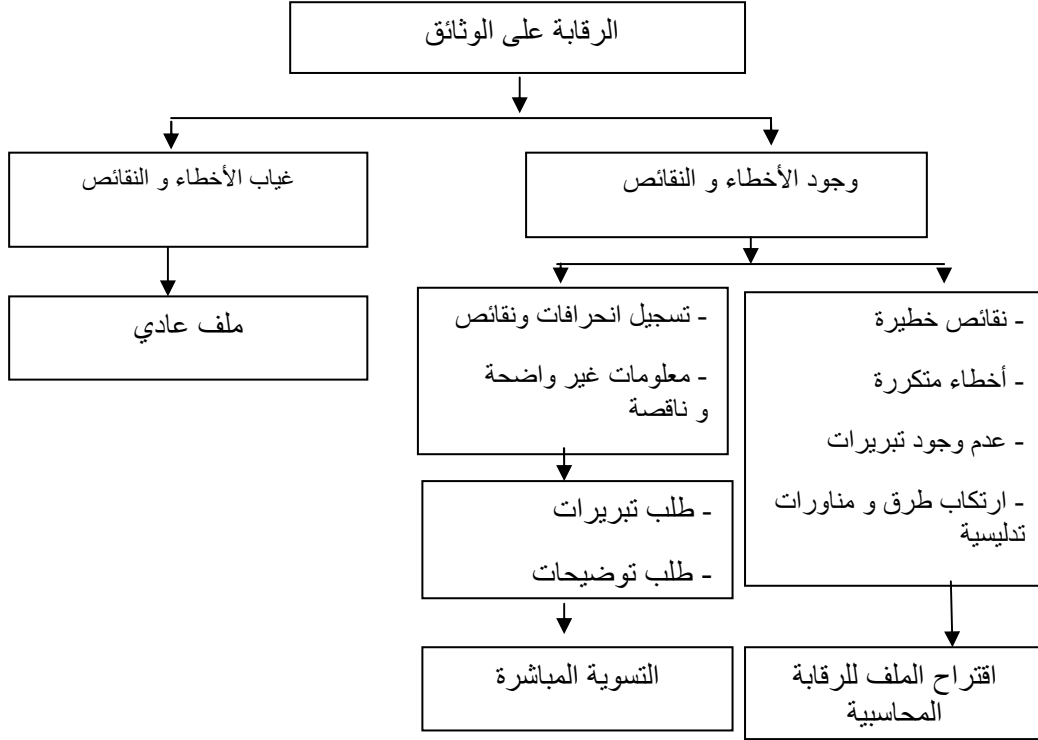 الرقابة على الوثائق
وجود الأخطاء و النقائص
غياب الأخطاء و النقائص
- نقائص خطيرة
- أخطاء متكررة
- عدم وجود تبريرات
- ارتكاب طرق و مناورات
تدليسية
- تسجيل انحرافات ونقائص
- معلومات غير واضحة
و ناقصة
ملف عادي
- طلب تبريرات
- طلب توضيحات
اقتراح الملف للرقابة
المحاسبية
التسوية المباشرة